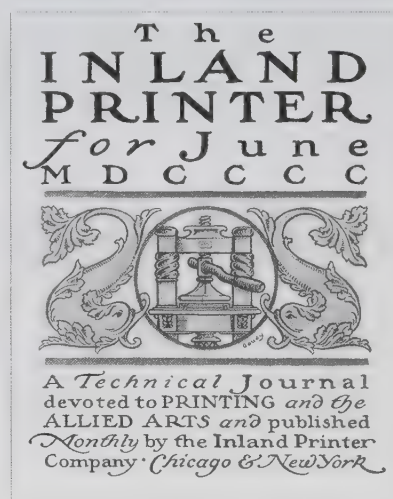 The
INLAND
PRINTER
for June
MDCCCC
Goudy
A Technical Journal
devoted to PRINTING and the
ALLIED ARTS and published
Monthly by the Inland Printer
Company · Chicago & New York